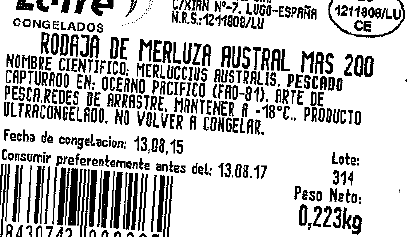 CONGELADOS
C/XIAN Nº-7. LUGO-ESPAÑA
N.R.S.:1211808/LU
1211808/LU
CE
RODAJA DE MERLUZA AUSTRAL MAS 200
NOMBRE CIENTIFICO: MERLUCCIUS AUSTRALIS. PESCADO
CAPTURADO EN: OCEANO PACIFICO (FAO-81). ARTE DE
PESCA.REDES DE ARRASTRE. MANTENER A -18°C.. PRODUCTO
ULTRACONGELADO. NO VOLVER A CONGELAR.
Fecha de congelacion: 13,08,15
Consumir preferentemente antes del: 13.08.17
Lote:
314
Peso Neto:
0,223kg